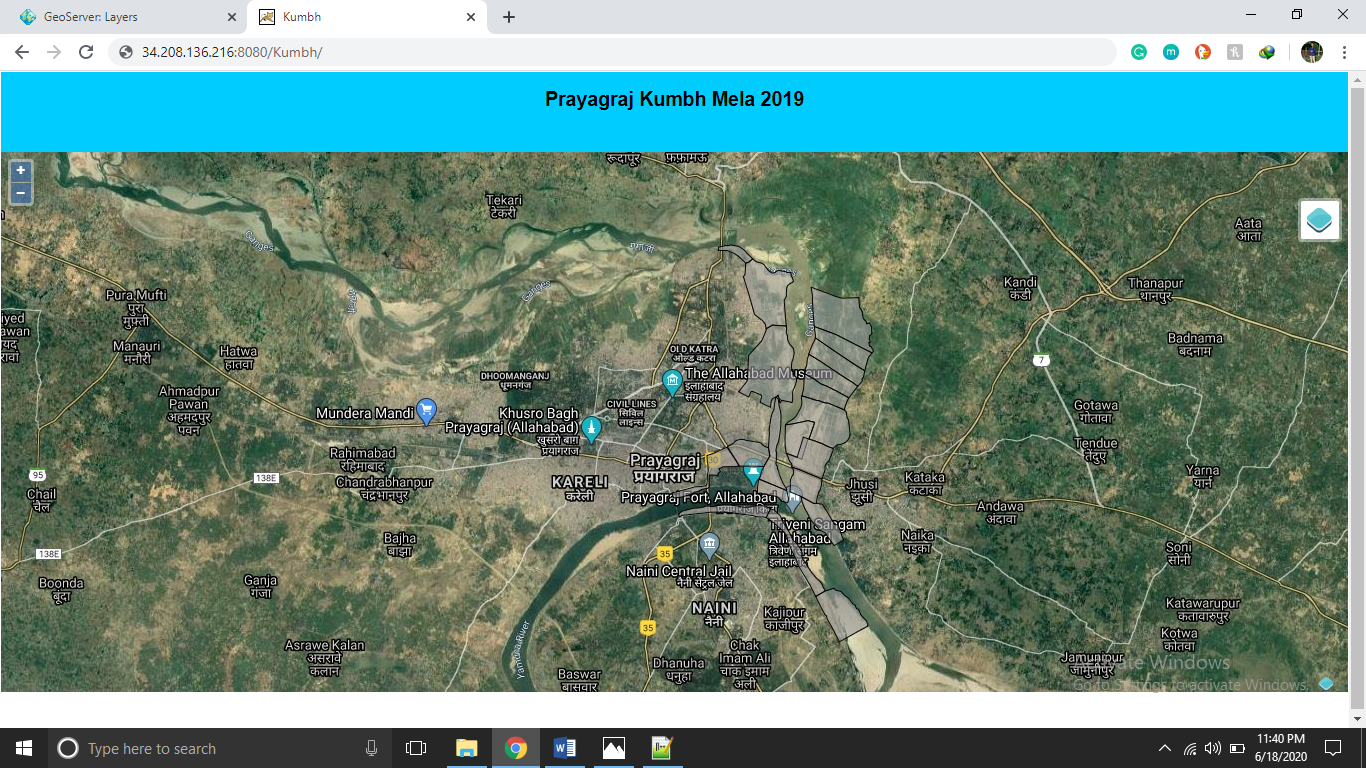 GeoServer: Layers
Kumbh
34.208.136.216:8080/Kumbh/
Prayagraj Kumbh Mela 2019
+
−
रूदापूर
फ़फ़ामऊ
Tekari
टेकरी
Ganges
Ganges
Aata
आता
Kandi
कंडी
Thanapur
थानपुर
Pura Mufti
पुरा
मुफ़्ती
Manauri
मनौरी
Hatwa
हातवा
Badnama
बदनाम
7
OLD KATRA
ओल्ड कटरा
The Allahabad Museum
इलाहाबाद
संग्रहालय
DHOOMANGANJ
धूमनगंज
Ahmadpur
Pawan
अहमदपुर
पवन
CIVIL LINES
सिविल
लाइन्स
Mundera Mandi
Khusro Bagh
Prayagraj (Allahabad)
खुसरो बाग़
प्रयागराज
Gotawa
गोतावा
Tendue
तेंदुए
Rahimabad
रहिमाबाद
Prayagraj
प्रयागराज
Yarna
यार्न
95
138E
Chandrabhanpur
चंद्रभानपुर
KARELI
करेली
Jhusi
झूसी
Kataka
कटाका
Chail
चैल
Prayagraj Fort, Allahabad
Andawa
अंदावा
Triveni Sangam
Allahabad
इलाहाबाद
Bajha
बाझा
Naika
नइका
138E
35
Soni
सोनी
Naini Central Jail
नैनी सेंट्रल जेल
Boonda
बूंदा
Ganja
गंजा
NAINI
नैनी
Kajipur
काजीपुर
Katawarupur
कतावारुपुर
35
Kotwa
कोतवा
Asrawe Kalan
असरावे
कलान
Yamuna River
Chak
Imam Ali
चाक इमाम
अली
Dhanuha
धनुहा
Jamunipur
जामुनीपुर
Baswar
बासवार
Activate Windows
Go to Settings to activate Windows.
Type here to search
11:40 PM
6/18/2020